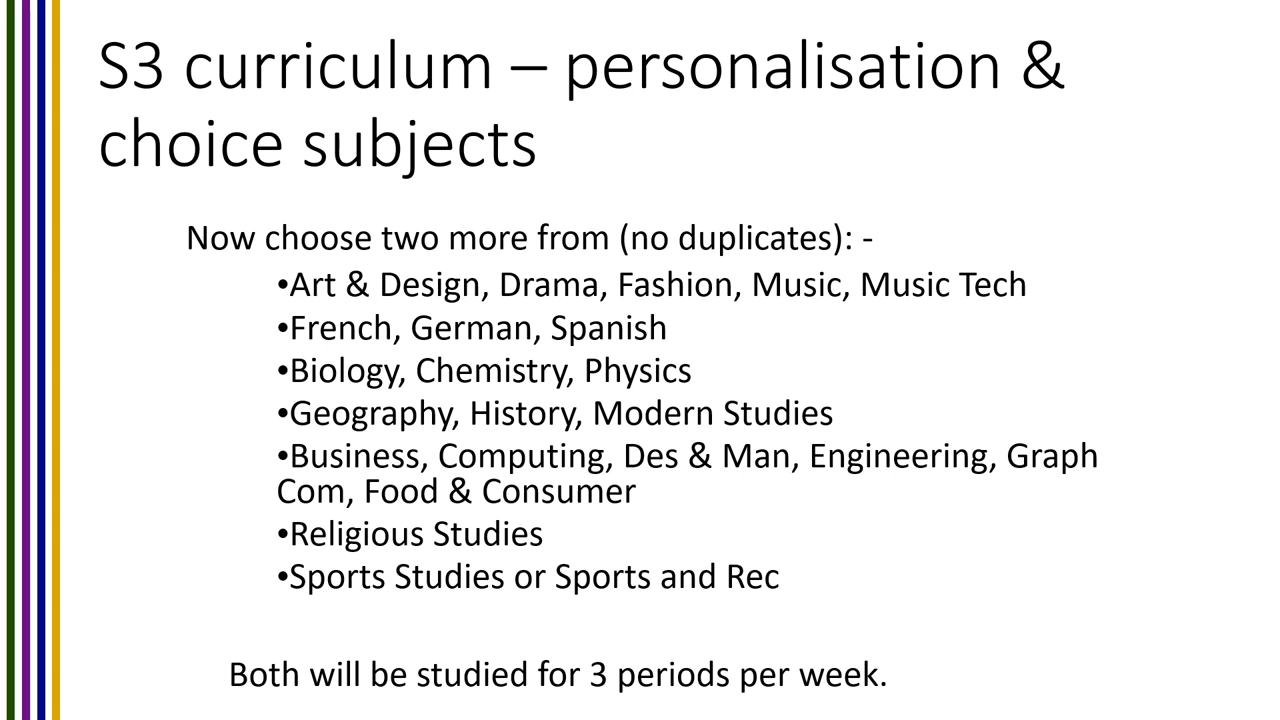 S3 curriculum – personalisation &
choice subjects
Now choose two more from (no duplicates): -
•Art & Design, Drama, Fashion, Music, Music Tech
•French, German, Spanish
•Biology, Chemistry, Physics
•Geography, History, Modern Studies
•Business, Computing, Des & Man, Engineering, Graph
Com, Food & Consumer
•Religious Studies
•Sports Studies or Sports and Rec
Both will be studied for 3 periods per week.